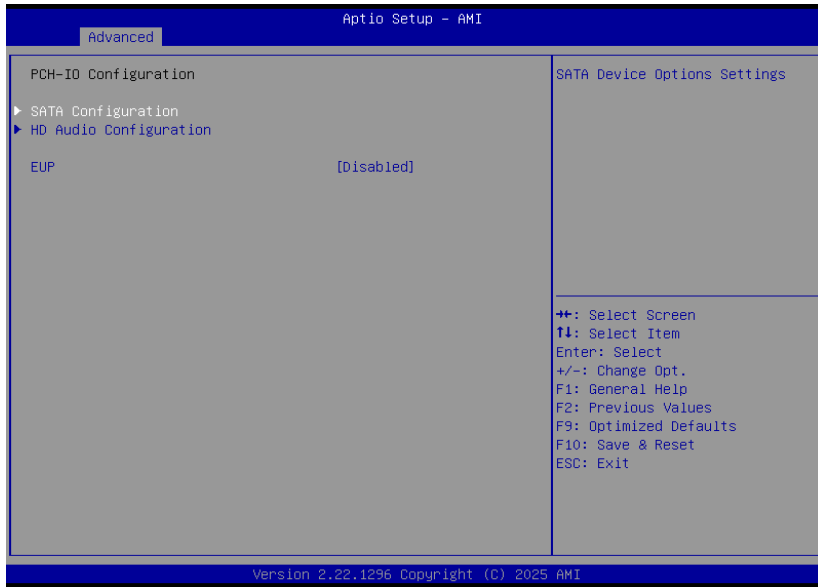 Aptio Setup – AMI
Advanced
PCH-IO Configuration
SATA Configuration
HD Audio Configuration
EUP [Disabled]
SATA Device Options Settings
→←: Select Screen
↑↓: Select Item
Enter: Select
+/-: Change Opt.
F1: General Help
F2: Previous Values
F9: Optimized Defaults
F10: Save & Reset
ESC: Exit
Version 2.22.1296 Copyright (C) 2025 AMI